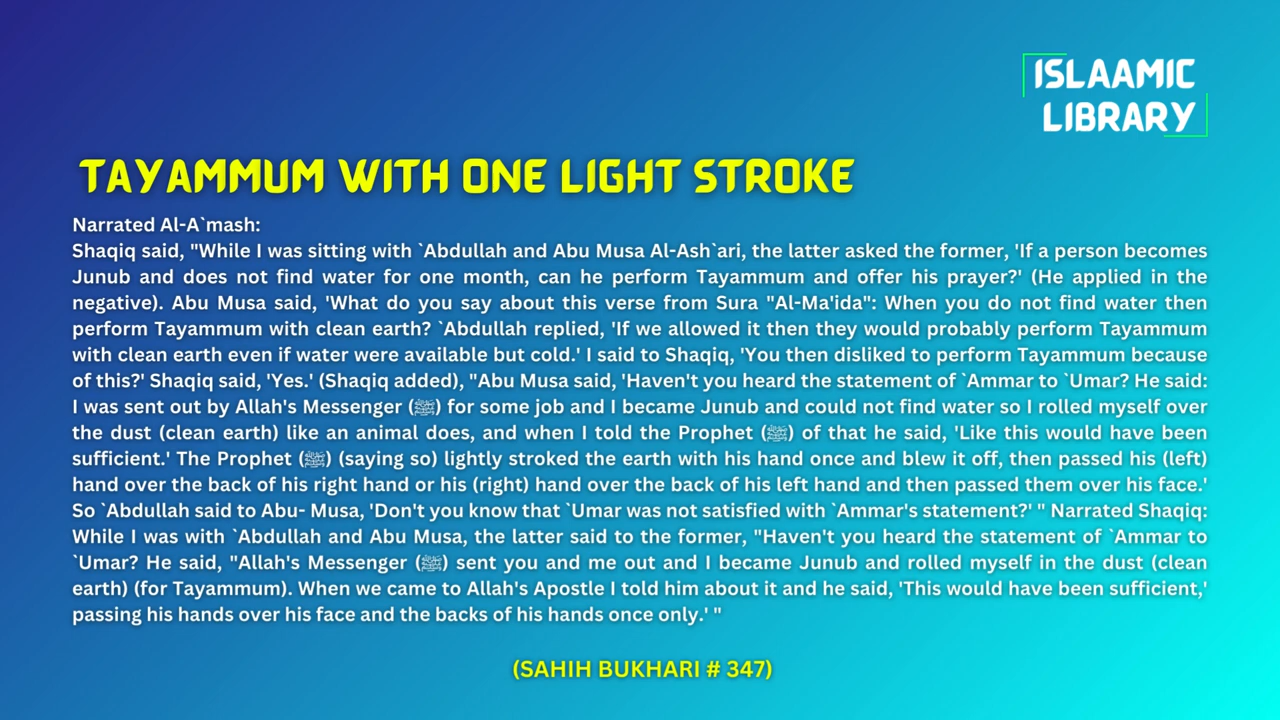 ISLAAMIC
LIBRARY
TAYAMMUM WITH ONE LIGHT STROKE
Narrated Al-A`mash:
Shaqiq said, "While I was sitting with `Abdullah and Abu Musa Al-Ash`ari, the latter asked the former, 'If a person becomes
Junub and does not find water for one month, can he perform Tayammum and offer his prayer?' (He applied in the
negative). Abu Musa said, 'What do you say about this verse from Sura "Al-Ma'ida": When you do not find water then
perform Tayammum with clean earth? `Abdullah replied, 'If we allowed it then they would probably perform Tayammum
with clean earth even if water were available but cold.' I said to Shaqiq, 'You then disliked to perform Tayammum because
of this?' Shaqiq said, 'Yes.' (Shaqiq added), "Abu Musa said, 'Haven't you heard the statement of `Ammar to `Umar? He said:
I was sent out by Allah's Messenger (ﷺ) for some job and I became Junub and could not find water so I rolled myself over
the dust (clean earth) like an animal does, and when I told the Prophet (ﷺ) of that he said, 'Like this would have been
sufficient.' The Prophet (ﷺ) (saying so) lightly stroked the earth with his hand once and blew it off, then passed his (left)
hand over the back of his right hand or his (right) hand over the back of his left hand and then passed them over his face.'
So `Abdullah said to Abu- Musa, 'Don't you know that `Umar was not satisfied with `Ammar's statement?' " Narrated Shaqiq:
While I was with `Abdullah and Abu Musa, the latter said to the former, "Haven't you heard the statement of `Ammar to
`Umar? He said, "Allah's Messenger (ﷺ) sent you and me out and I became Junub and rolled myself in the dust (clean
earth) (for Tayammum). When we came to Allah's Apostle I told him about it and he said, 'This would have been sufficient,'
passing his hands over his face and the backs of his hands once only.' "
(SAHIH BUKHARI # 347)